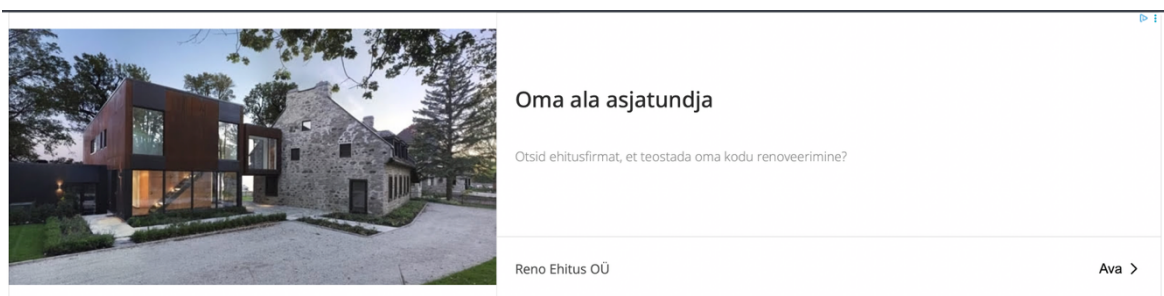 Oma ala asjatundja
Otsid ehitusfirmat, et teostada oma kodu renoveerimine?
Reno Ehitus OÜ
Ava